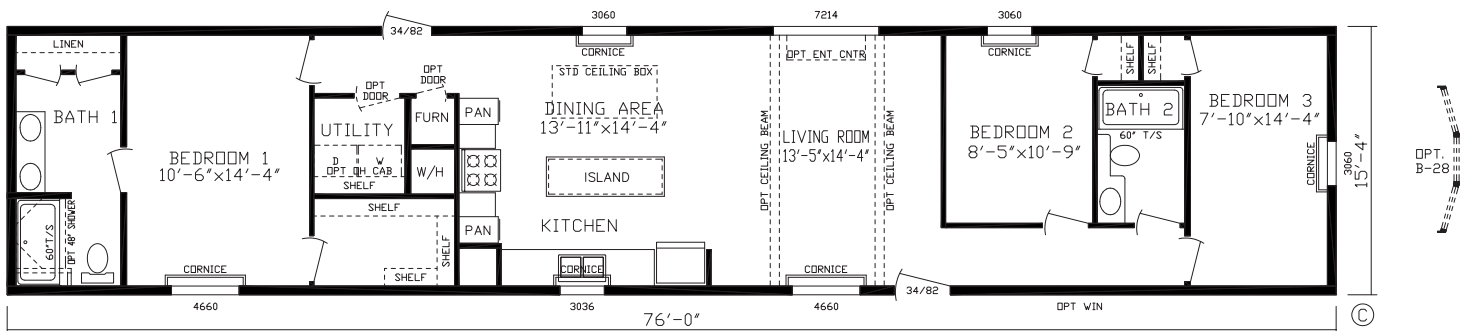 3060
7214
3060
34/82
LINEN
CORNICE
OPT ENT CNTR
CORNICE
SHELF
SHELF
STD CEILING BOX
OPT DOOR
OPT DOOR
BATH 1
UTILITY
FURN
PAN
DINING AREA
13'-11"x14'-4"
OPT CEILING BEAM
LIVING ROOM
13'-5"x14'-4"
OPT CEILING BEAM
BEDROOM 2
8'-5"x10'-9"
BATH 2
60" T/S
BEDROOM 3
7'-10"x14'-4"
CORNICE
3060
15'-4"
OPT.
B-28
BEDROOM 1
10'-6"x14'-4"
D
W
OPT OH CAB
SHELF
W/H
ISLAND
60"T/S
OPT 48" SHOWER
SHELF
SHELF
SHELF
PAN
KITCHEN
CORNICE
CORNICE
CORNICE
4660
3036
4660
34/82
OPT WIN
76'-0"
C